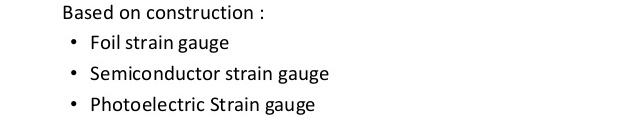 Based on construction :
• Foil strain gauge
• Semiconductor strain gauge
• Photoelectric Strain gauge